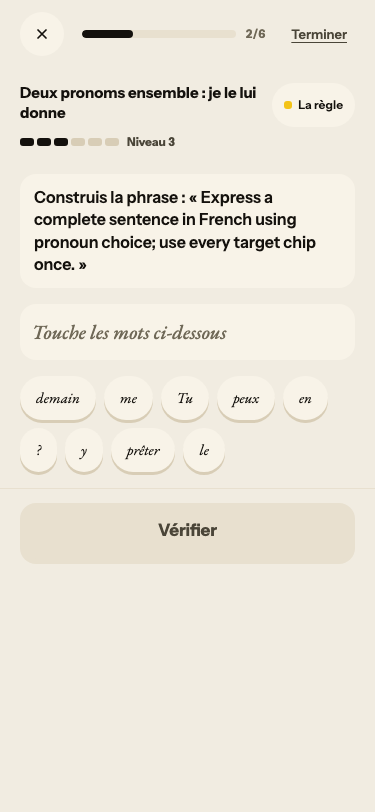 ✕ 2/6 Terminer
Deux pronoms ensemble : je le lui
donne
La règle
Niveau 3
Construis la phrase : « Express a
complete sentence in French using
pronoun choice; use every target chip
once. »
Touche les mots ci-dessous
demain me Tu peux en
? y prêter le
Vérifier